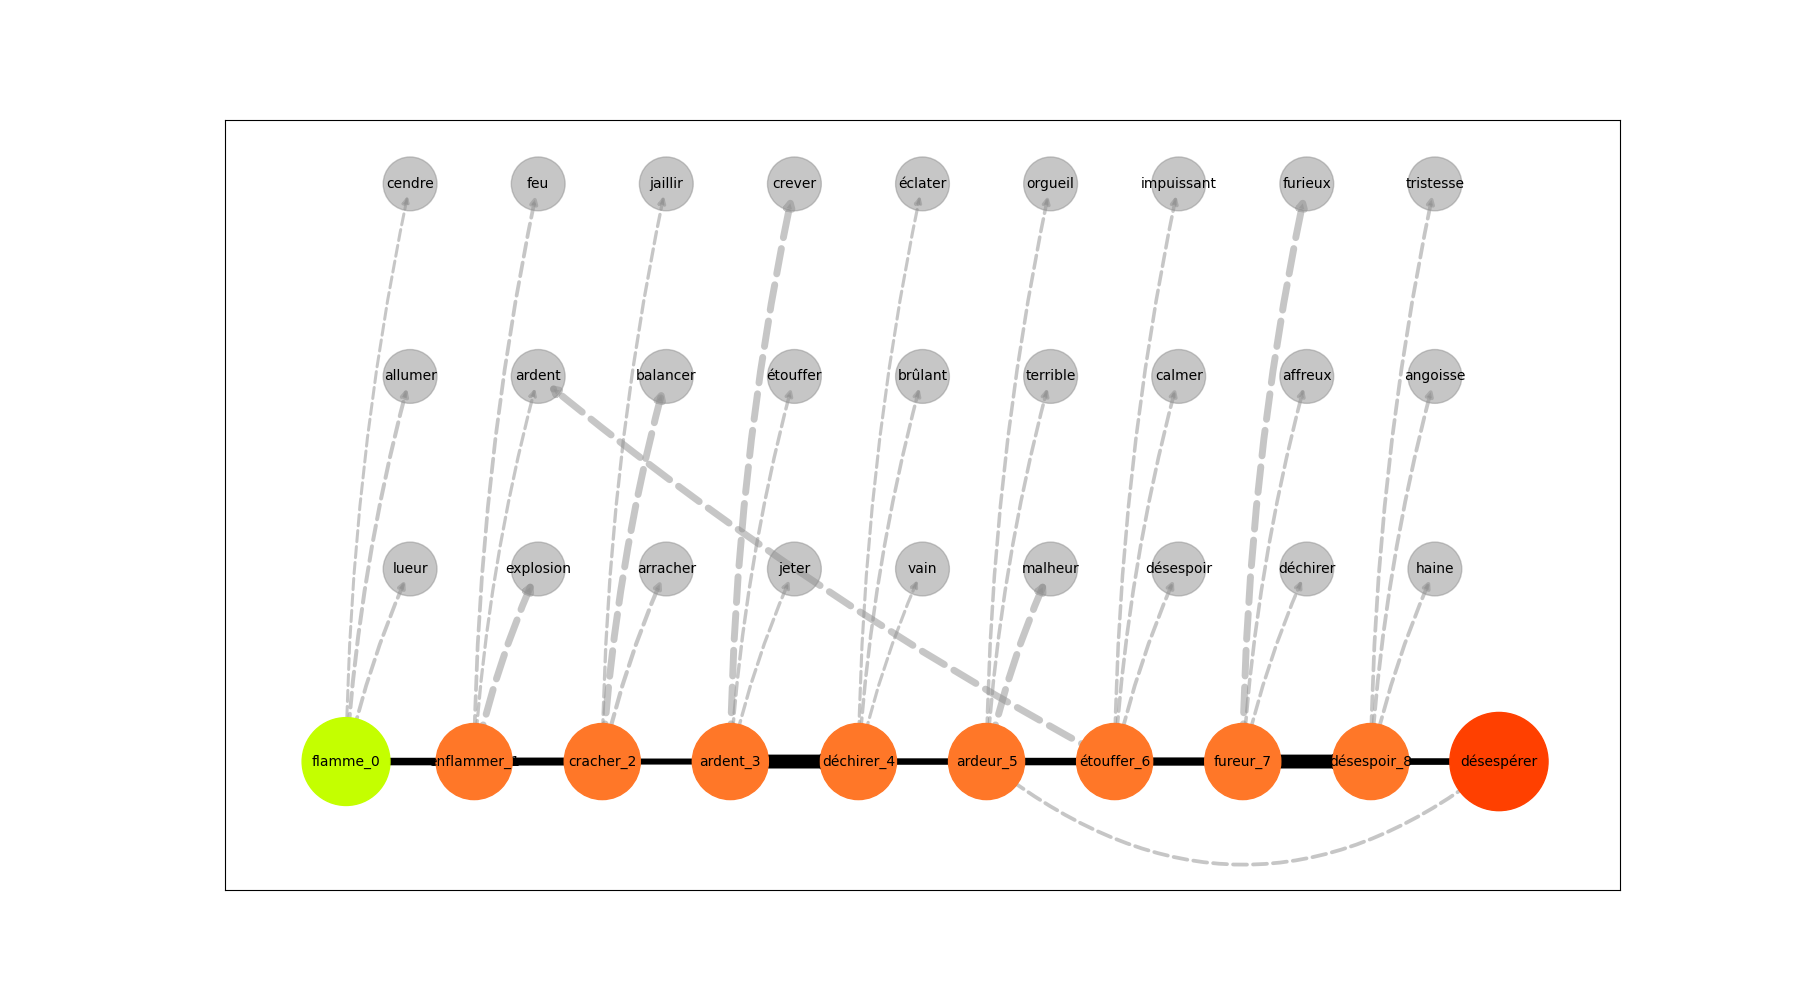 cendre feu jaillir crever éclater orgueil impuissant furieux tristesse
allumer ardent balancer étouffer brûlant terrible calmer affreux angoisse
lueur explosion arracher jeter vain malheur désespoir déchirer haine
flamme_0 enflammer_1 cracher_2 ardent_3 déchirer_4 ardeur_5 étouffer_6 fureur_7 désespoir_8 désespérer